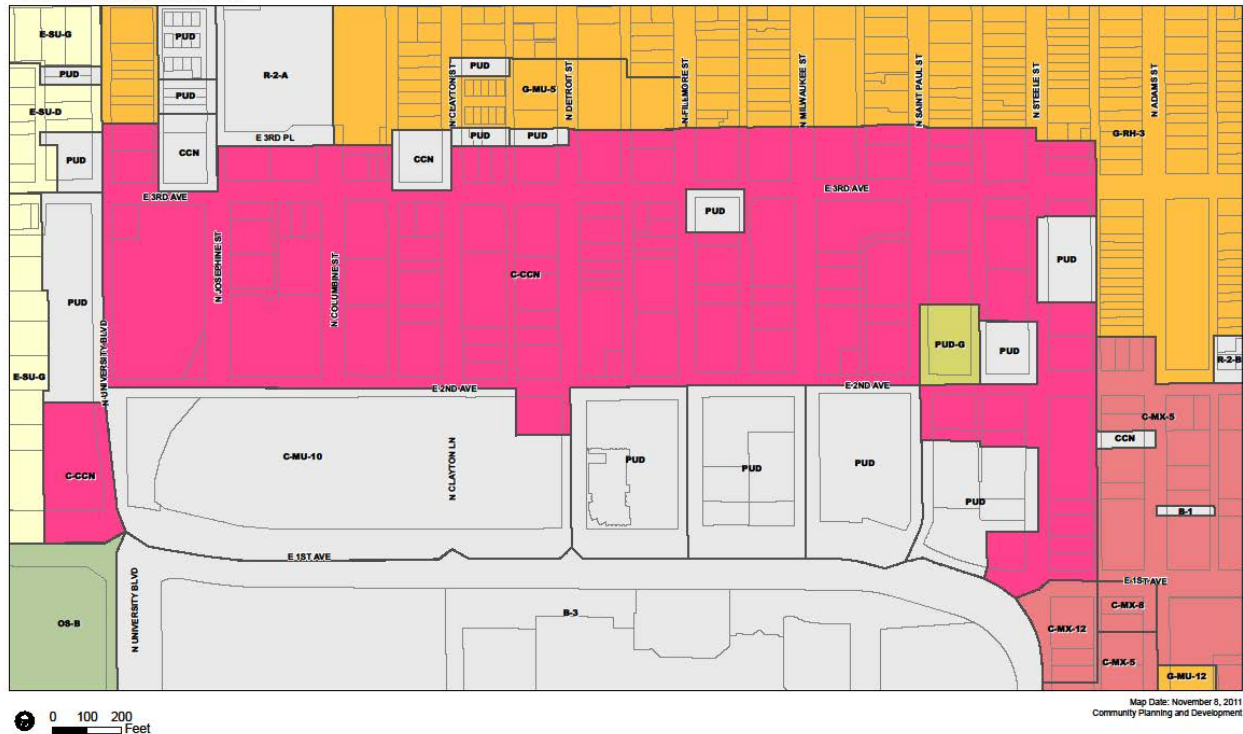 E-SU-G
PUD
PUD
R-2-A
PUD
E-SU-D
PUD
E 3RD PL
CCN
PUD
N CLAYTON ST
PUD
G-MU-5
N DETROIT ST
PUD
PUD
CCN
N FILLMORE ST
N MILWAUKEE ST
N SAINT PAUL ST
N STEELE ST
N ADAMS ST
G-RH-3
E 3RD AVE
E 3RD AVE
PUD
PUD
PUD
N JOSEPHINE ST
N COLUMBINE ST
C-CCN
PUD-G
PUD
R-2-B
E-SU-G
N UNIVERSITY BLVD
E 2ND AVE
E 2ND AVE
C-MX-5
CCN
C-MU-10
N CLAYTON LN
PUD
PUD
PUD
PUD
C-CCN
B-1
E 1ST AVE
E 1ST AVE
OS-B
N UNIVERSITY BLVD
B-3
C-MX-12
C-MX-8
C-MX-5
G-MU-12
0 100 200
Feet
Map Date: November 8, 2011
Community Planning and Development